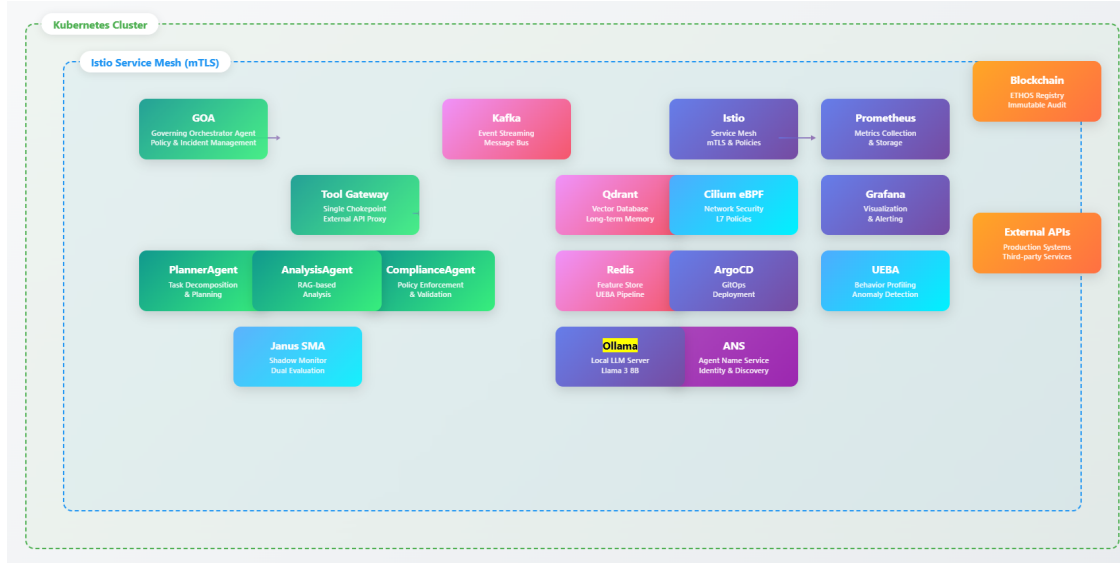 Kubernetes Cluster
Istio Service Mesh (mTLS)
Blockchain
ETHOS Registry
Immutable Audit
GOA
Governing Orchestrator Agent
Policy & Incident Management
Kafka
Event Streaming
Message Bus
Istio
Service Mesh
mTLS & Policies
Prometheus
Metrics Collection
& Storage
Tool Gateway
Single Chokepoint
External API Proxy
Qdrant
Vector Database
Long-term Memory
Cilium eBPF
Network Security
L7 Policies
Grafana
Visualization
& Alerting
External APIs
Production Systems
Third-party Services
PlannerAgent
Task Decomposition
& Planning
AnalysisAgent
RAG-based
Analysis
ComplianceAgent
Policy Enforcement
& Validation
Redis
Feature Store
UEBA Pipeline
ArgoCD
GitOps
Deployment
UEBA
Behavior Profiling
Anomaly Detection
Janus SMA
Shadow Monitor
Dual Evaluation
Ollama
Local LLM Server
Llama 3 8B
ANS
Agent Name Service
Identity & Discovery